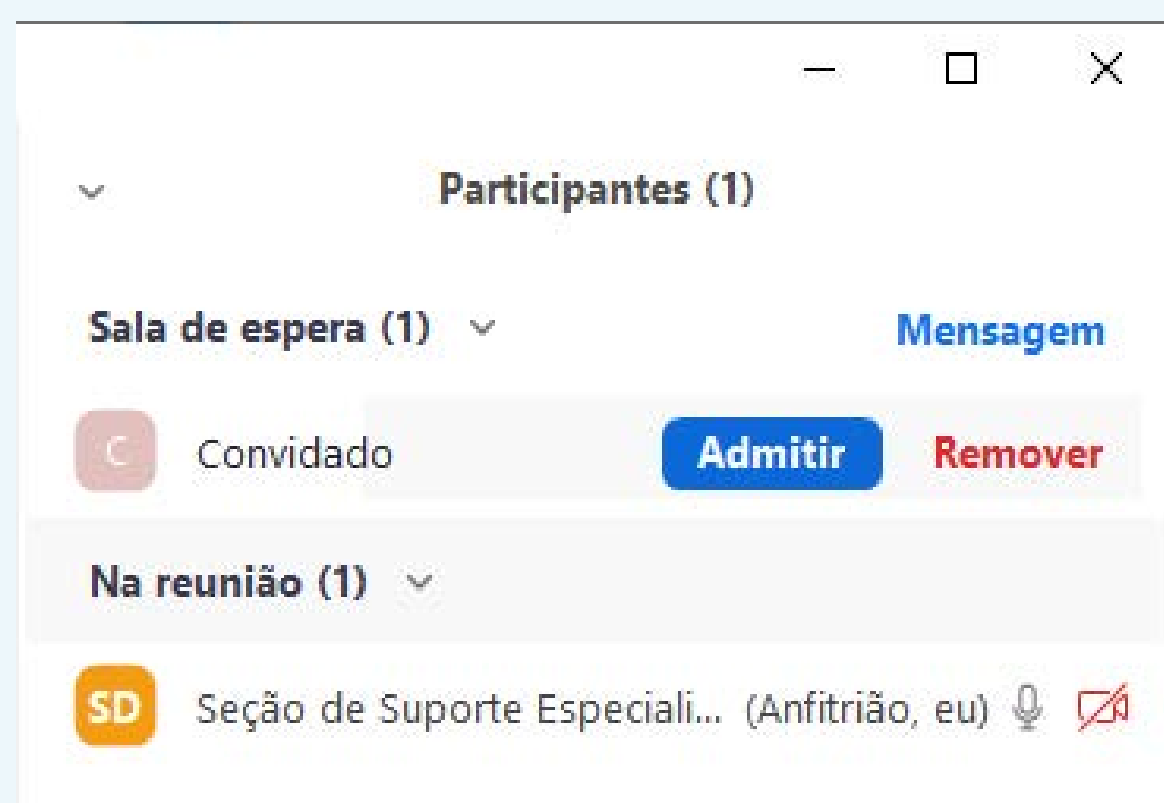 Participantes (1)
Sala de espera (1) Mensagem
C Convidado Admitir Remover
Na reunião (1)
SD Seção de Suporte Especiali... (Anfitrião, eu)